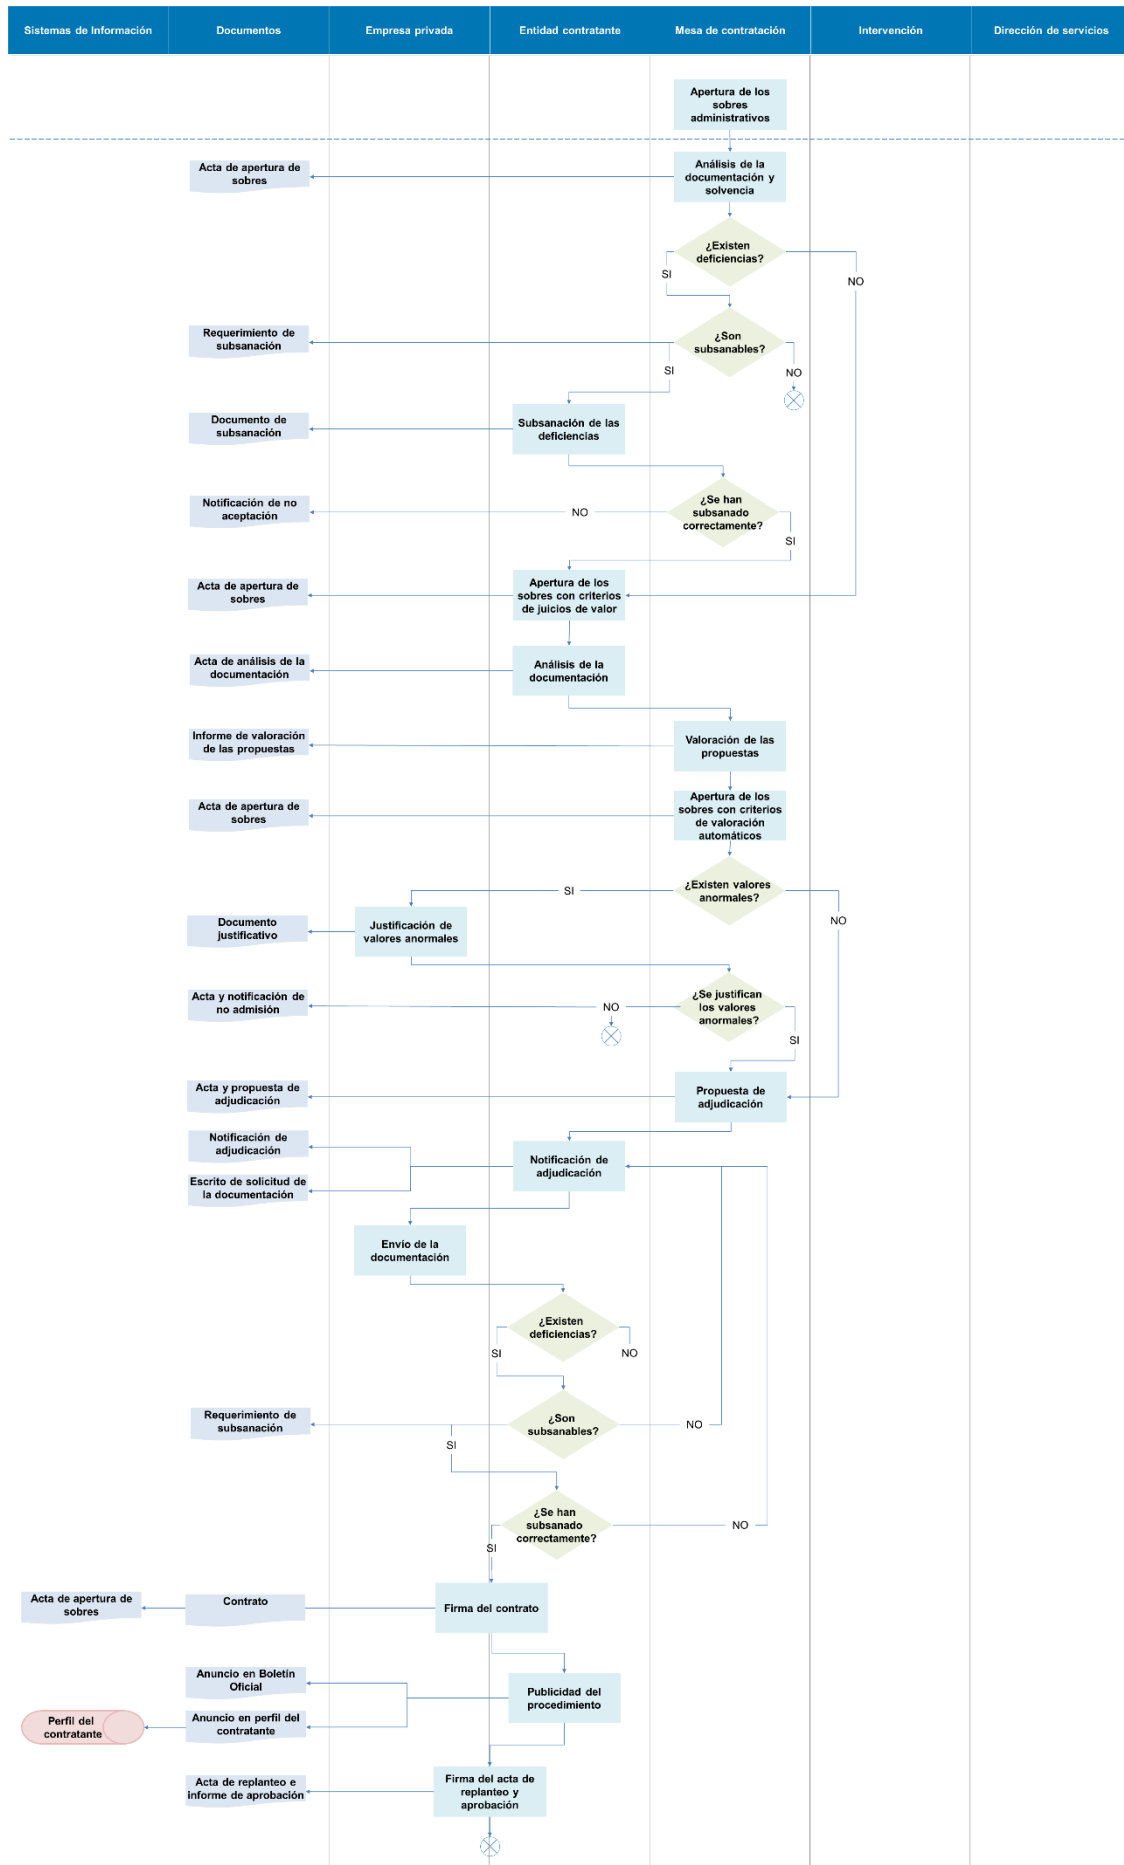 Sistemas de Información
Documentos
Empresa privada
Entidad contratante
Mesa de contratación
Intervención
Dirección de servicios
Apertura de los
sobres
administrativos
Acta de apertura de
sobres
Análisis de la
documentación y
solvencia
¿Existen
deficiencias?
SI
NO
Requerimiento de
subsanación
¿Son
subsanables?
SI
NO
Documento de
subsanación
Subsanación de las
deficiencias
Notificación de no
aceptación
NO
¿Se han
subsanado
correctamente?
SI
Acta de apertura de
sobres
Apertura de los
sobres con criterios
de juicios de valor
Acta de análisis de la
documentación
Análisis de la
documentación
Informe de valoración
de las propuestas
Valoración de las
propuestas
Acta de apertura de
sobres
Apertura de los
sobres con criterios
de valoración
automáticos
SI
¿Existen valores
anormales?
NO
Documento
justificativo
Justificación de
valores anormales
Acta y notificación de
no admisión
NO
¿Se justifican
los valores
anormales?
SI
Acta y propuesta de
adjudicación
Propuesta de
adjudicación
Notificación de
adjudicación
Escrito de solicitud de
la documentación
Notificación de
adjudicación
Envío de la
documentación
¿Existen
deficiencias?
SI
NO
Requerimiento de
subsanación
SI
¿Son
subsanables?
NO
¿Se han
subsanado
correctamente?
NO
SI
Acta de apertura de
sobres
Contrato
Firma del contrato
Anuncio en Boletín
Oficial
Publicidad del
procedimiento
Perfil del
contratante
Anuncio en perfil del
contratante
Acta de replanteo e
informe de aprobación
Firma del acta de
replanteo y
aprobación